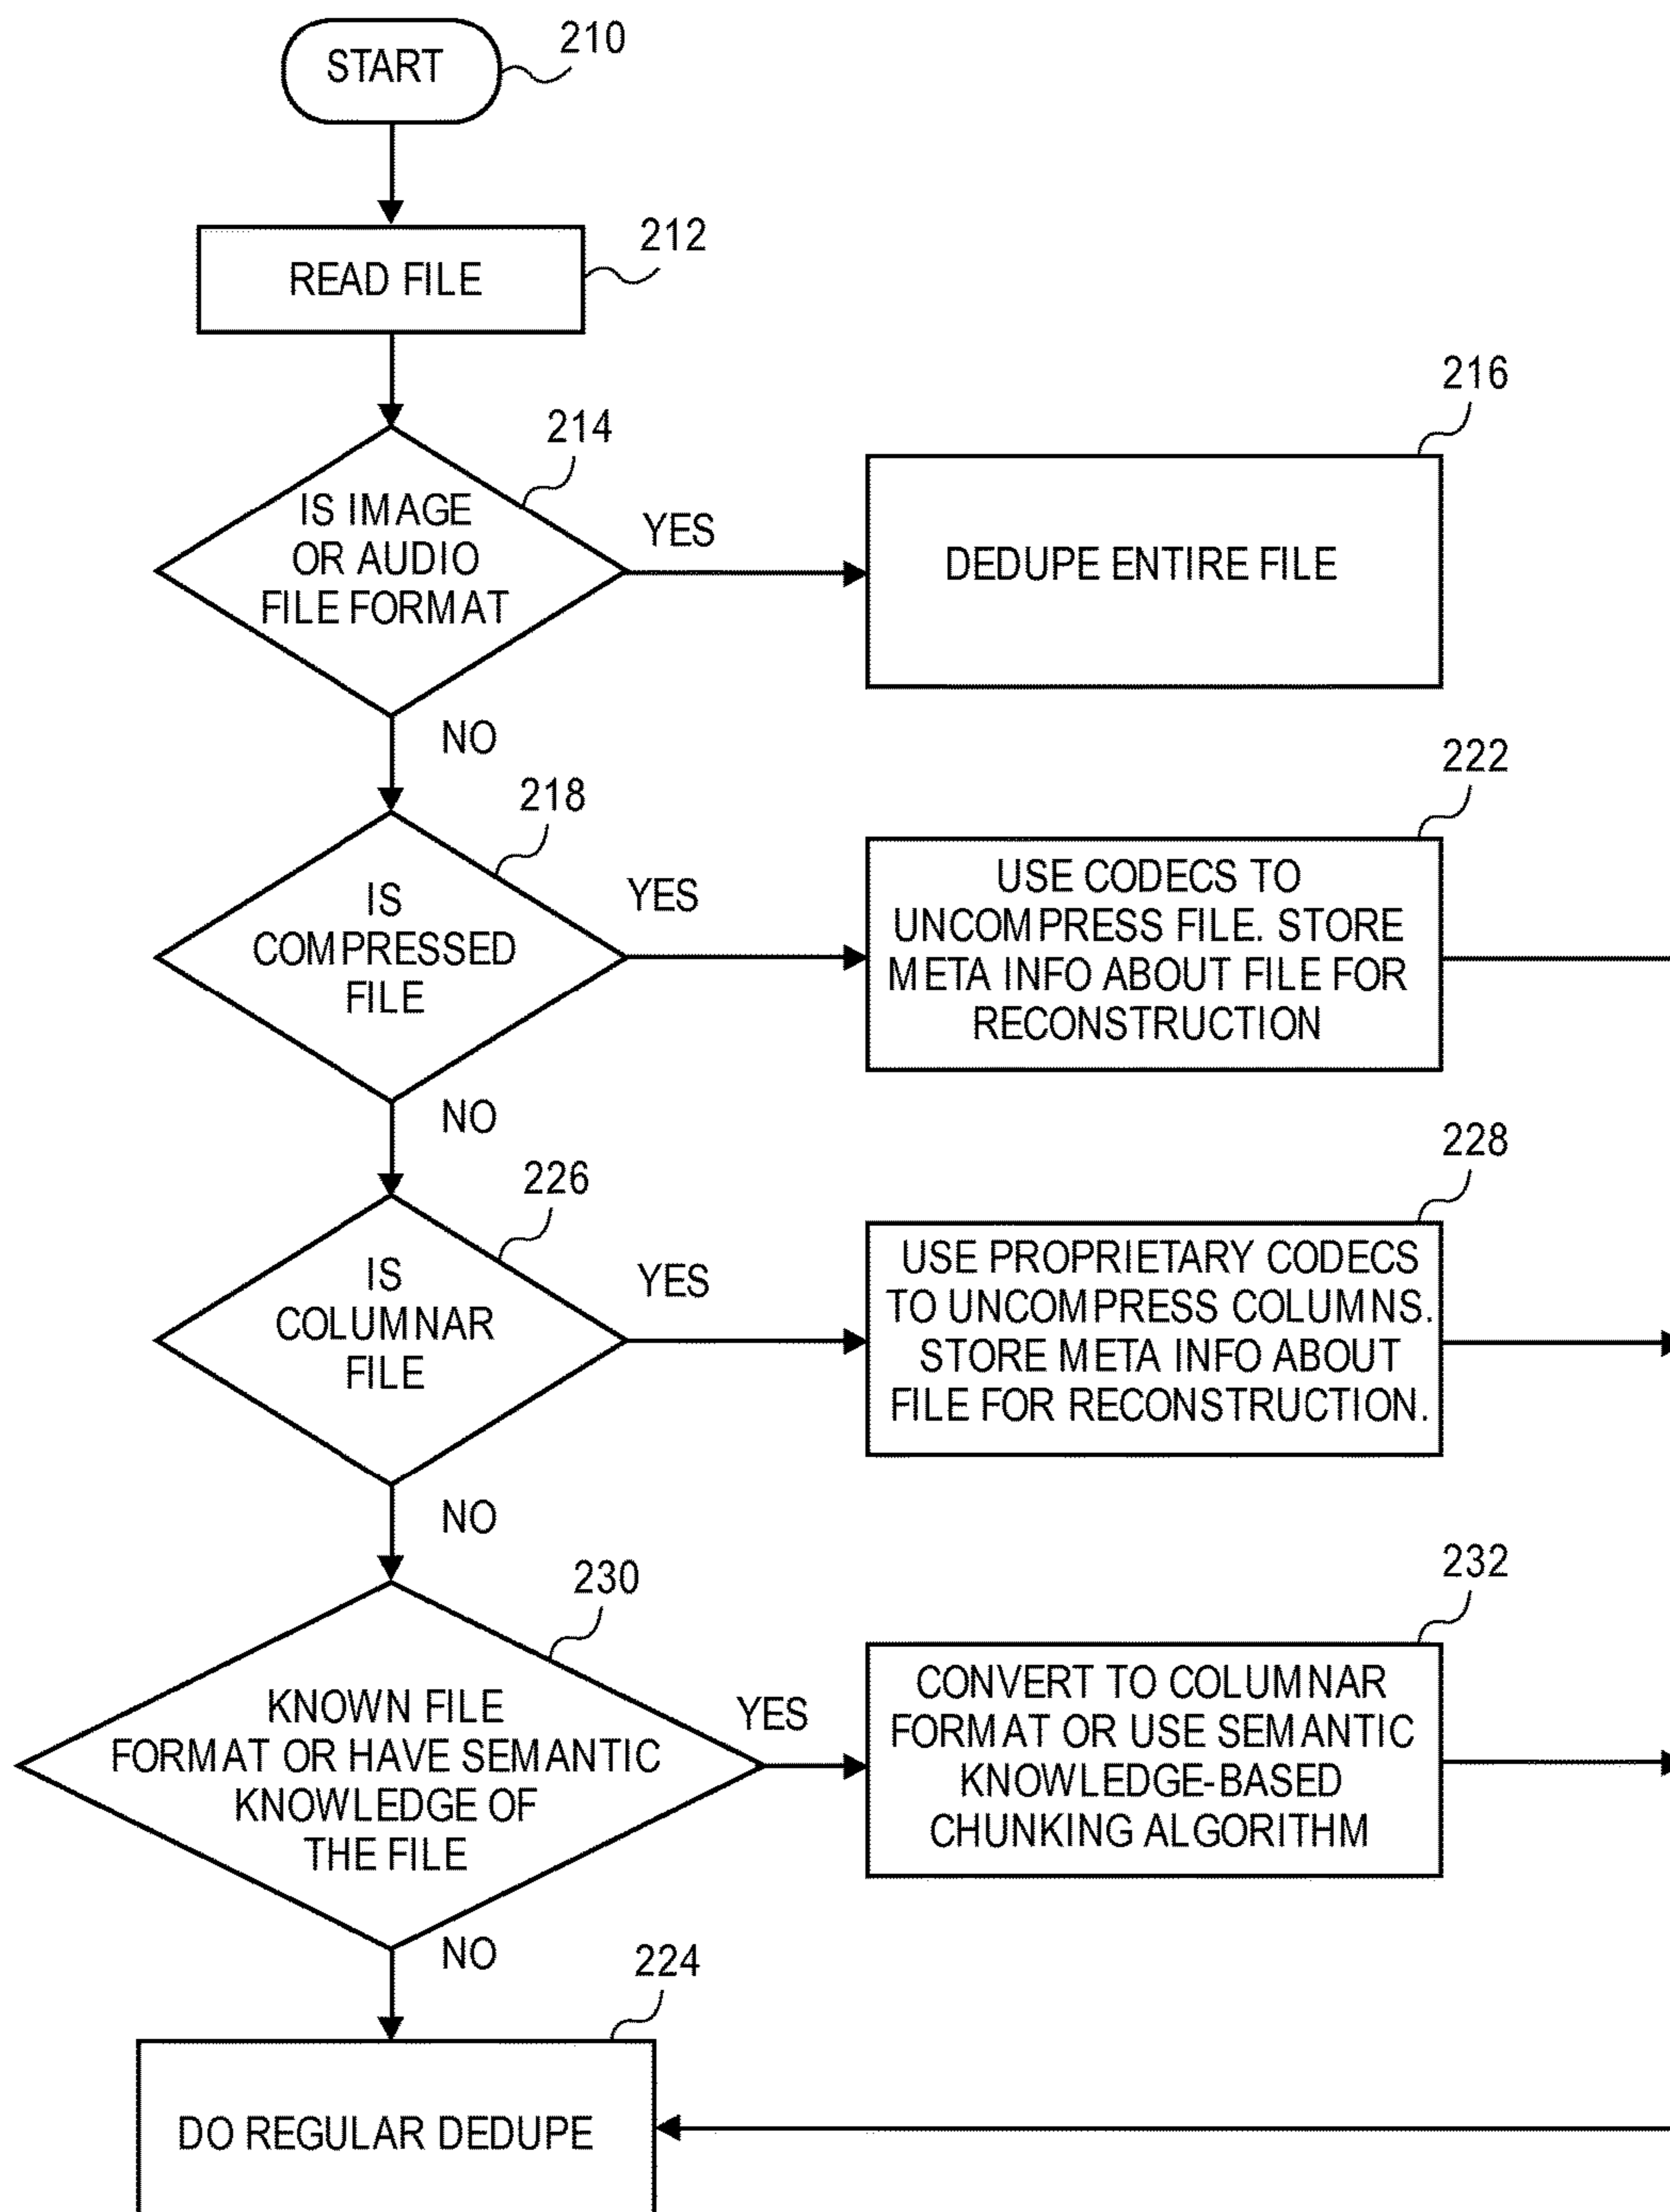 START
210
READ FILE
212
IS IMAGE
OR AUDIO
FILE FORMAT
214
YES
DEDUPE ENTIRE FILE
216
NO
IS
COMPRESSED
FILE
218
YES
USE CODECS TO
UNCOMPRESS FILE. STORE
META INFO ABOUT FILE FOR
RECONSTRUCTION
222
NO
IS
COLUMNAR
FILE
226
YES
USE PROPRIETARY CODECS
TO UNCOMPRESS COLUMNS.
STORE META INFO ABOUT
FILE FOR RECONSTRUCTION.
228
NO
KNOWN FILE
FORMAT OR HAVE SEMANTIC
KNOWLEDGE OF
THE FILE
230
YES
CONVERT TO COLUMNAR
FORMAT OR USE SEMANTIC
KNOWLEDGE-BASED
CHUNKING ALGORITHM
232
NO
DO REGULAR DEDUPE
224